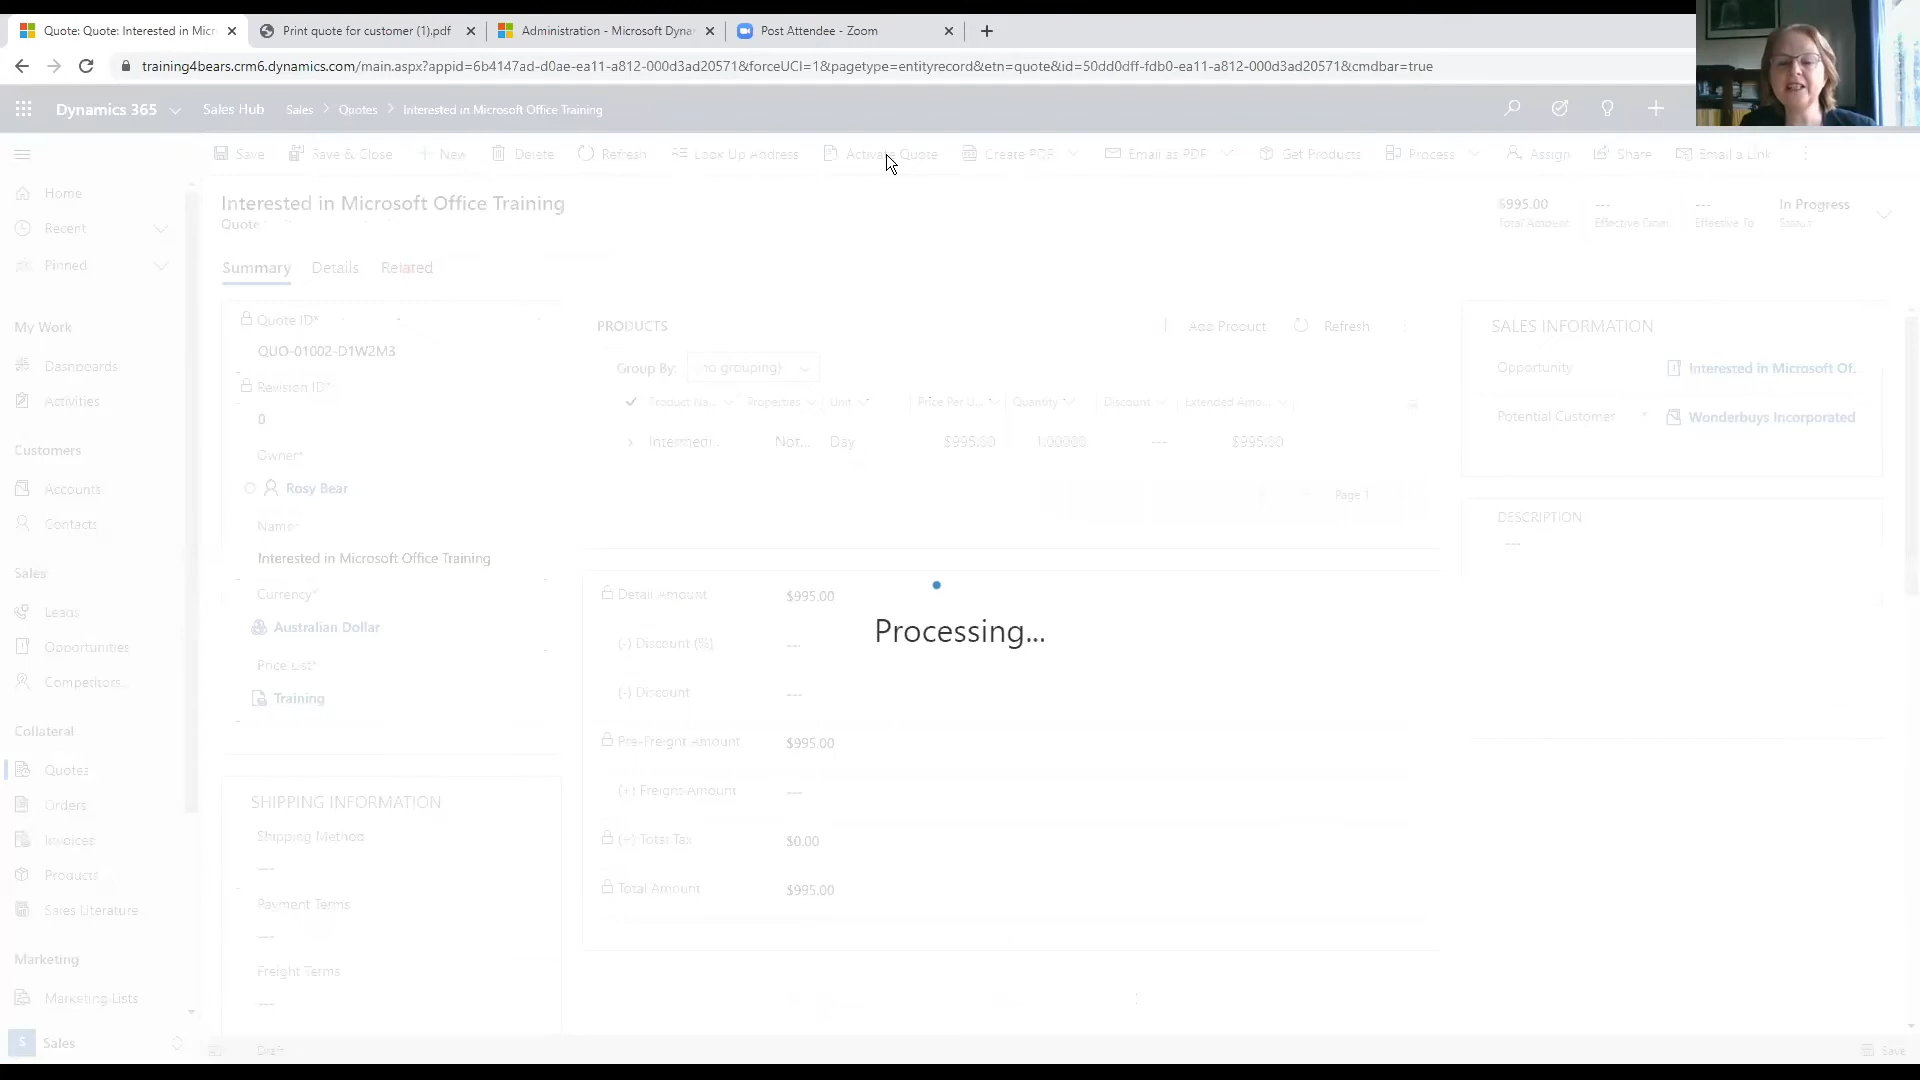 Quote: Quote: Interested in Micr
Print quote for customer (1).pdf
Administration - Microsoft Dyna
Post Attendee - Zoom
training4bears.crm6.dynamics.com/main.aspx?appid=6b4147ad-d0ae-ea11-a812-000d3ad20571&forceUCI=1&pagetype=entityrecord&etn=quote&id=50dd0dff-fdb0-ea11-a812-000d3ad20571&cmdbar=true
Dynamics 365 Sales Hub Sales > Quotes > Interested in Microsoft Office Training
Save Save & Close New Delete Refresh Look Up Address Activate Quote Create PDF Email as PDF Get Products Process Assign Share Email a Link
Home
Recent
Pinned
My Work
Dashboards
Activities
Customers
Accounts
Contacts
Sales
Leads
Opportunities
Competitors
Collateral
Quotes
Orders
Invoices
Products
Sales Literature
Marketing
Marketing Lists
S Sales
Interested in Microsoft Office Training
Quote
$995.00
Total Amount
---
Effective From
---
Effective To
In Progress
Status
Summary Details Related
Quote ID*
QUO-01002-D1W2M3
Revision ID*
0
Owner*
Rosy Bear
Name*
Interested in Microsoft Office Training
Currency*
Australian Dollar
Price List*
Training
SHIPPING INFORMATION
Shipping Method
---
Payment Terms
---
Freight Terms
---
PRODUCTS
Add Product Refresh
Group By: (no grouping)
Product Na... Properties Unit Price Per U... Quantity Discount Extended Amo...
Intermedi... Not... Day $995.00 1.00000 --- $995.00
Page 1
Detail Amount $995.00
(-) Discount (%) ---
(-) Discount ---
Pre-Freight Amount $995.00
(+) Freight Amount ---
(+) Total Tax $0.00
Total Amount $995.00
Processing...
SALES INFORMATION
Opportunity Interested in Microsoft Of...
Potential Customer * Wonderbuys Incorporated
DESCRIPTION
---
Draft
Save